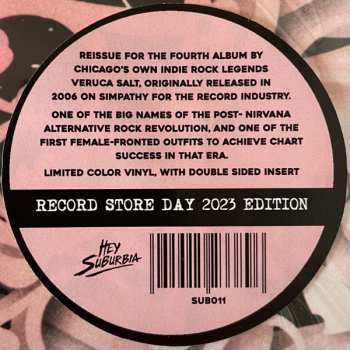 REISSUE FOR THE FOURTH ALBUM BY
CHICAGO'S OWN INDIE ROCK LEGENDS
VERUCA SALT, ORIGINALLY RELEASED IN
2006 ON SIMPATHY FOR THE RECORD INDUSTRY.
ONE OF THE BIG NAMES OF THE POST- NIRVANA
ALTERNATIVE ROCK REVOLUTION, AND ONE OF THE
FIRST FEMALE-FRONTED OUTFITS TO ACHIEVE CHART
SUCCESS IN THAT ERA.
LIMITED COLOR VINYL, WITH DOUBLE SIDED INSERT
RECORD STORE DAY 2023 EDITION
HEY
SUBURBIA
SUB011